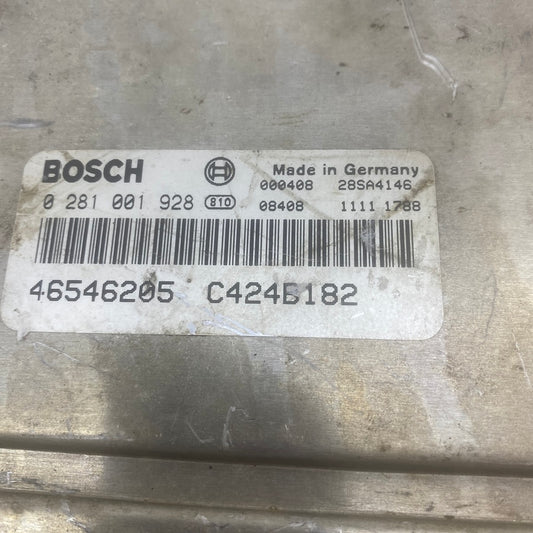 BOSCH Made in Germany
000408 28SA4146
0 281 001 928 810 08408 1111 1788
46546205 C424B182